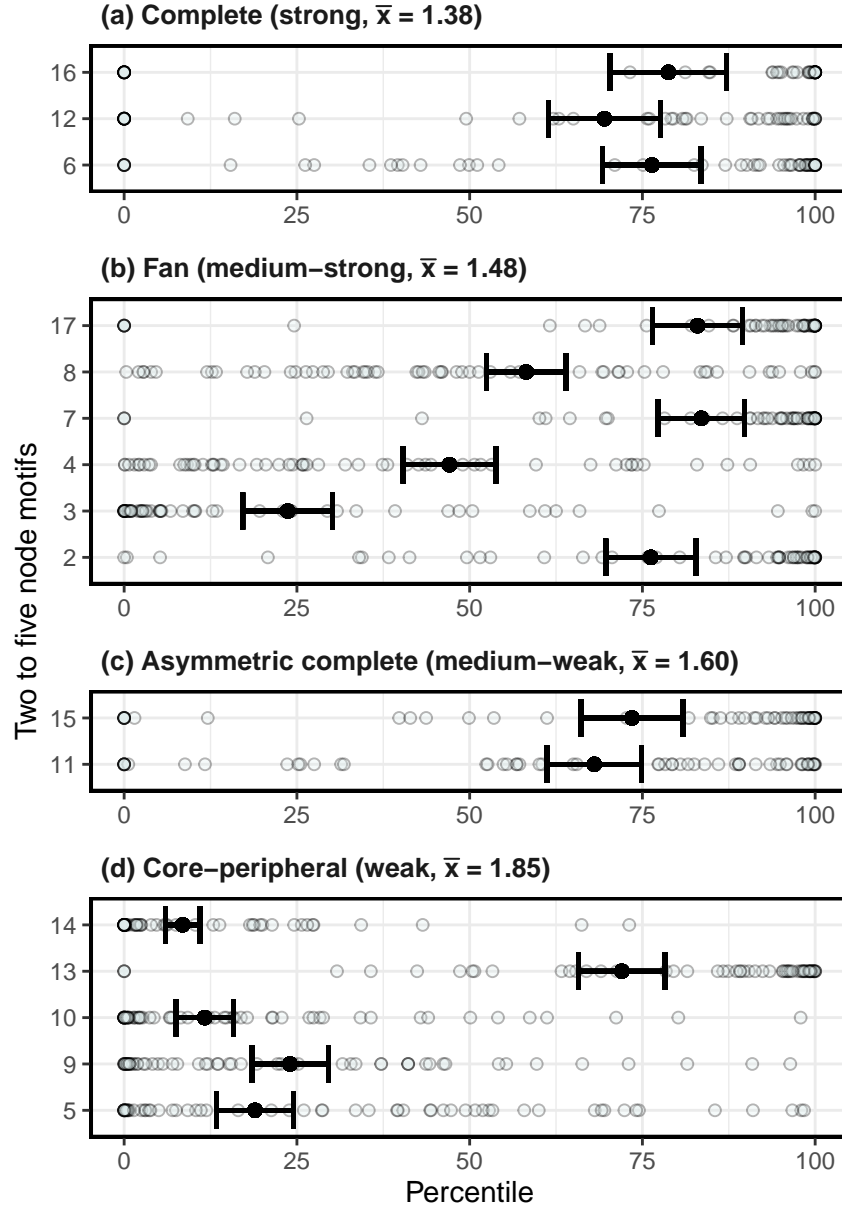 (a) Complete (strong, x̅ = 1.38)
16
12
6
0 25 50 75 100
(b) Fan (medium−strong, x̅ = 1.48)
17
8
7
4
3
2
0 25 50 75 100
Two to five node motifs
(c) Asymmetric complete (medium−weak, x̅ = 1.60)
15
11
0 25 50 75 100
(d) Core−peripheral (weak, x̅ = 1.85)
14
13
10
9
5
0 25 50 75 100
Percentile